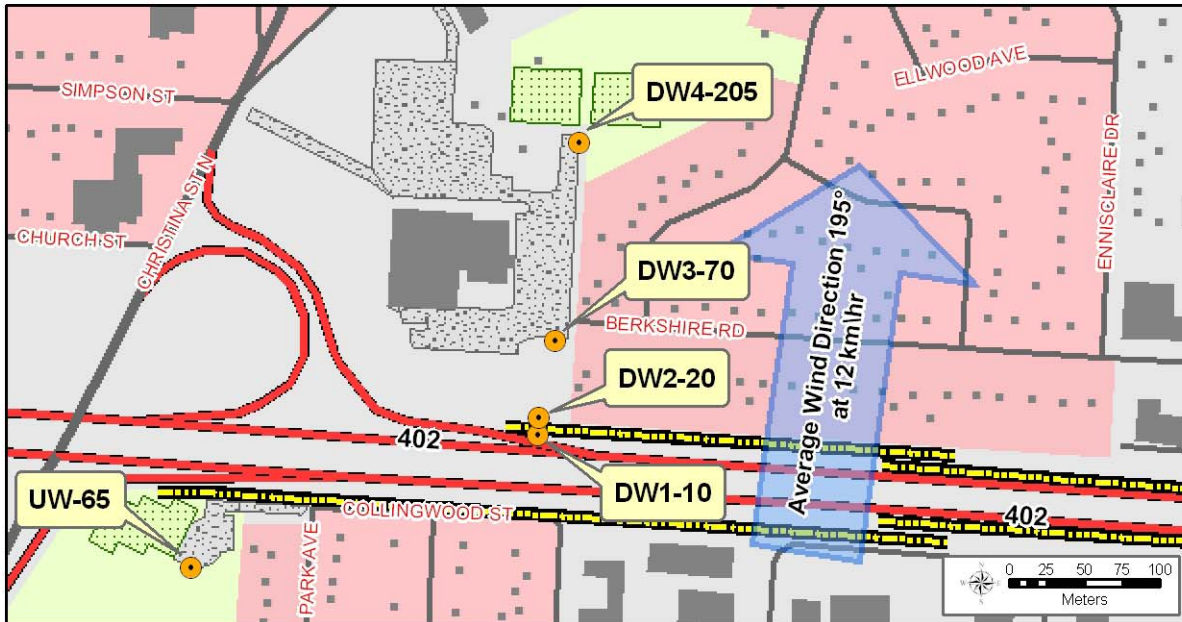 SIMPSON ST
CHRISTINA ST N
CHURCH ST
DW4-205
ELLWOOD AVE
ENNISCLAIRE DR
DW3-70
BERKSHIRE RD
Average Wind Direction 195°
at 12 km\hr
DW2-20
402
DW1-10
UW-65
COLLINGWOOD ST
PARK AVE
402
N
W E
S
0 25 50 75 100
Meters